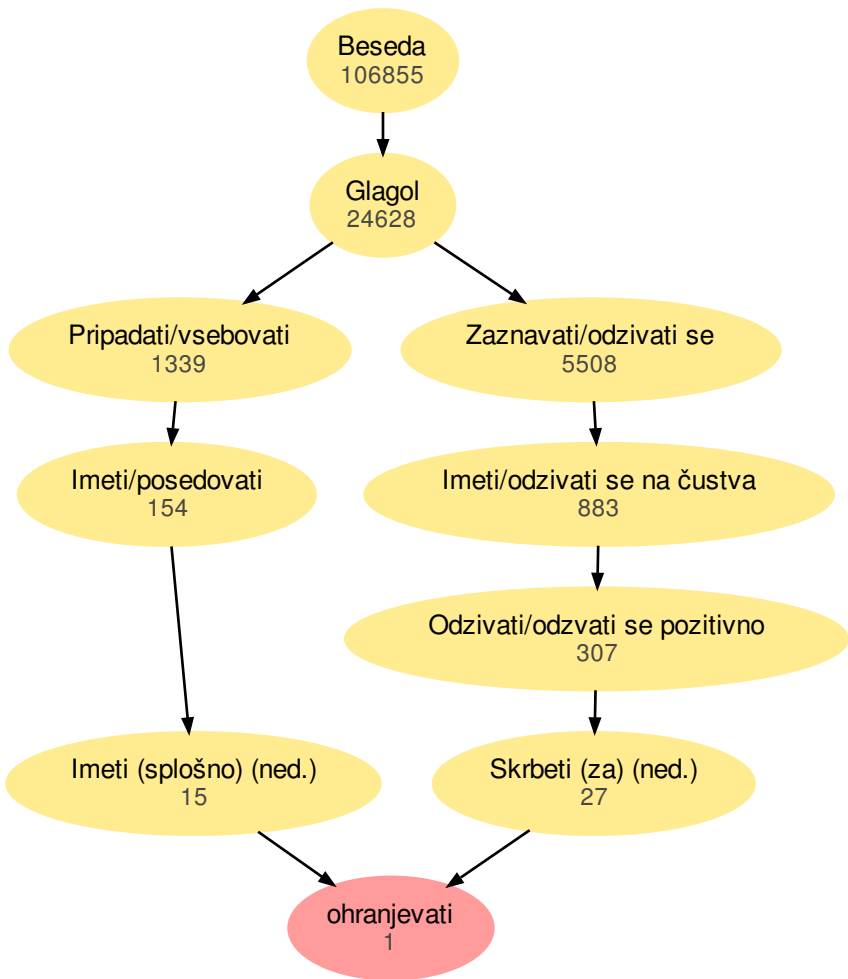 Beseda
106855
Glagol
24628
Pripadati/vsebovati
1339
Zaznavati/odzivati se
5508
Imeti/posedovati
154
Imeti/odzivati se na čustva
883
Odzivati/odzvati se pozitivno
307
Imeti (splošno) (ned.)
15
Skrbeti (za) (ned.)
27
ohranjevati
1